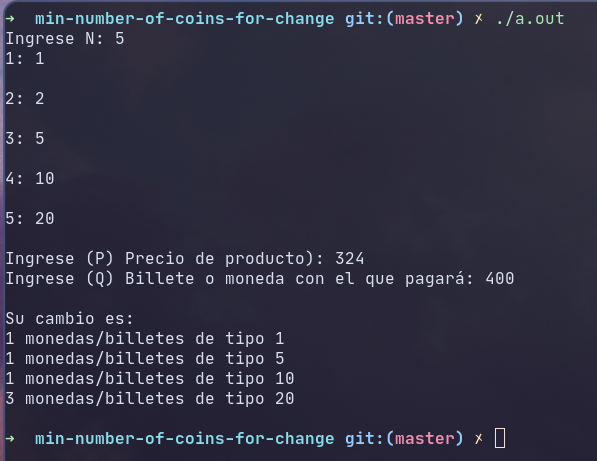 ➜  min-number-of-coins-for-change git:(master) ✗ ./a.out
Ingrese N: 5
1: 1
2: 2
3: 5
4: 10
5: 20
Ingrese (P) Precio de producto): 324
Ingrese (Q) Billete o moneda con el que pagará: 400
Su cambio es:
1 monedas/billetes de tipo 1
1 monedas/billetes de tipo 5
1 monedas/billetes de tipo 10
3 monedas/billetes de tipo 20
➜  min-number-of-coins-for-change git:(master) ✗